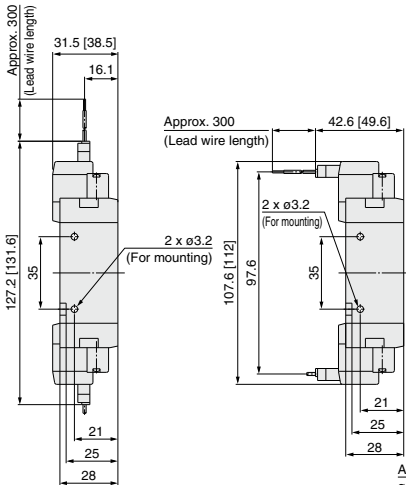 Approx. 300
(Lead wire length)
31.5 [38.5]
16.1
127.2 [131.6]
35
2 x ø3.2
(For mounting)
21
25
28
Approx. 300
(Lead wire length)
42.6 [49.6]
2 x ø3.2
(For mounting)
107.6 [112]
97.6
35
21
25
28
A